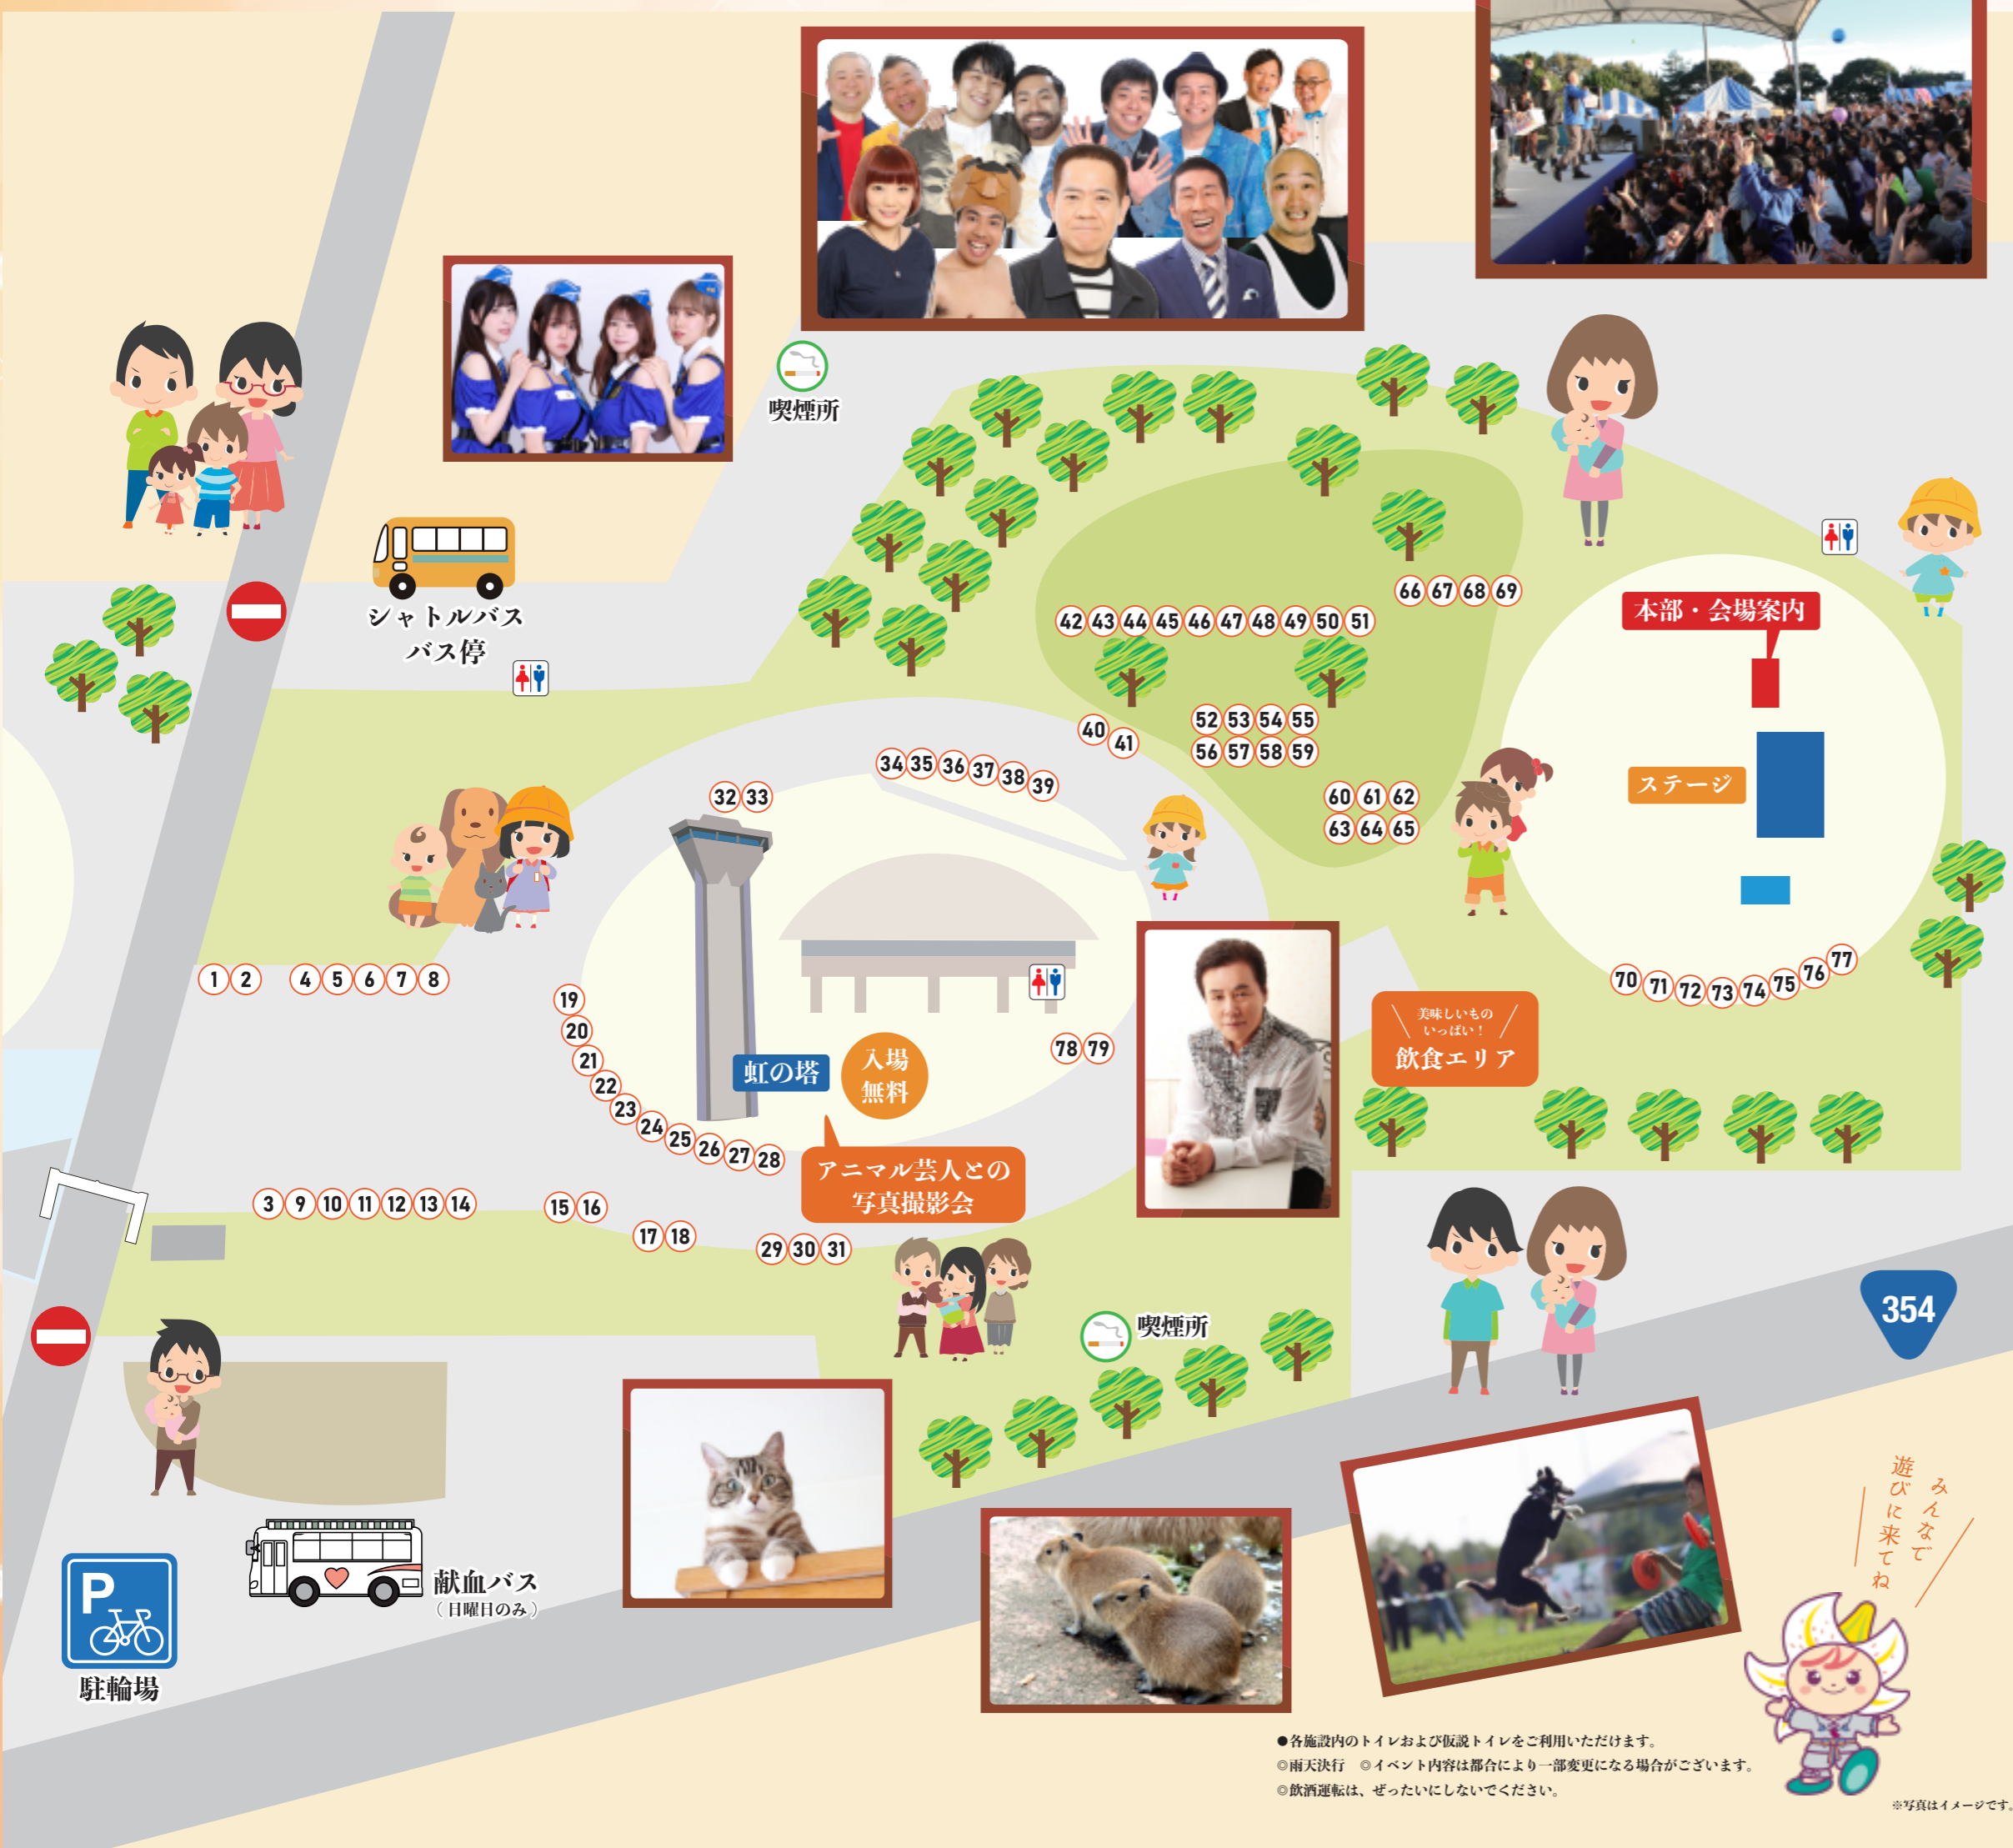 喫煙所
シャトルバス
バス停
66 67 68 69
42 43 44 45 46 47 48 49 50 51
本部・会場案内
40 41
52 53 54 55
56 57 58 59
34 35 36 37 38 39
32 33
60 61 62
63 64 65
ステージ
1 2 4 5 6 7 8
70 71 72 73 74 75 76 77
19
20
21
22
23
24
25
26
27
28
78 79
美味しいもの
いっぱい!
飲食エリア
虹の塔
入場
無料
アニマル芸人との
写真撮影会
3 9 10 11 12 13 14
15 16
17 18
29 30 31
喫煙所
354
みんなで
遊びに来てね
P
駐輪場
献血バス
(日曜日のみ)
●各施設内のトイレおよび仮説トイレをご利用いただけます。
◎雨天決行 ◎イベント内容は都合により一部変更になる場合がございます。
◎飲酒運転は、ぜったいにしないでください。
※写真はイメージです。